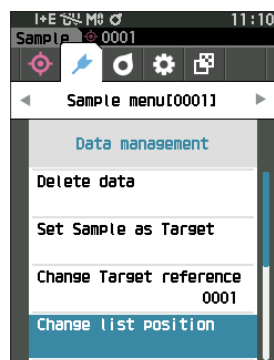 I+E M0 11:10
Sample 0001
Sample menu[0001]
Data management
Delete data
Set Sample as Target
Change Target reference
0001
Change list position